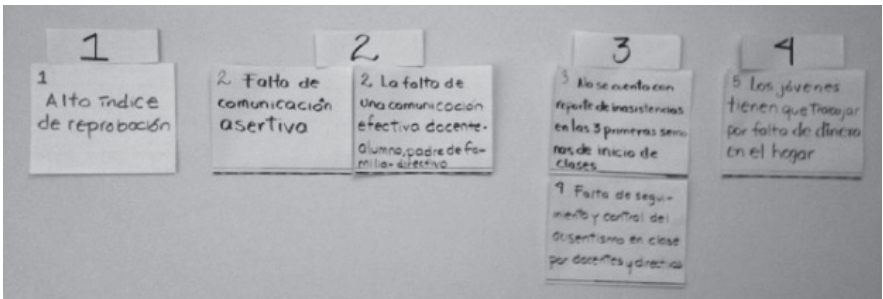 1
1
Alto indice
de reprobación
2
2 Falta de
comunicación
asertiva
2 La falta de
una comunicación
efectiva docente-
alumno, padre de fa-
milia-directivo
3
3 No se cuenta con
reporte de inasistencias
en las 3 primeras sema
nas de inicio de
clases
9 Falta de segui-
miento y control del
ausentismo en clase
por docentes y directivos
4
5 Los jóvenes
tienen que trabajar
por falta de dinero
en el hogar